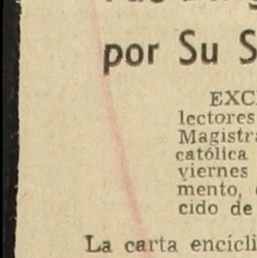 por Su S
EXC
lectores
Magistra
católica
viernes
mento,
cido de
La carta encícli